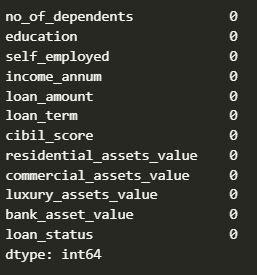 no_of_dependents 0
education 0
self_employed 0
income_annum 0
loan_amount 0
loan_term 0
cibil_score 0
residential_assets_value 0
commercial_assets_value 0
luxury_assets_value 0
bank_asset_value 0
loan_status 0
dtype: int64